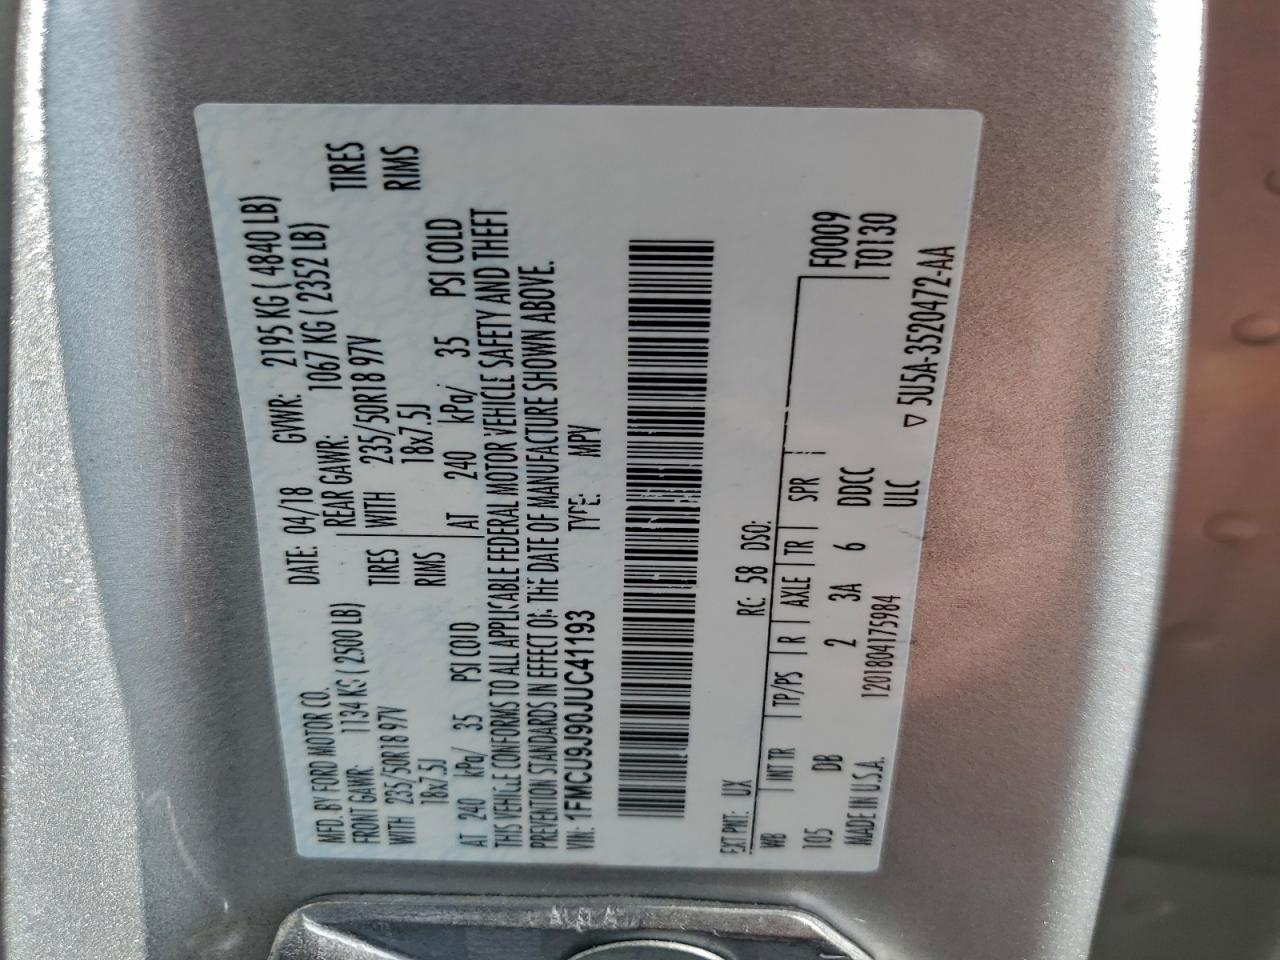 MFD. BY FORD MOTOR CO.
DATE: 04/18 GVWR: 2195 KG ( 4840 LB)
FRONT GAWR: 1134 KG ( 2500 LB) REAR GAWR: 1067 KG ( 2352 LB)
WITH 235/50R18 97V TIRES WITH 235/50R18 97V TIRES
18x7.5J RIMS 18x7.5J RIMS
AT 240 kPa/ 35 PSI COLD AT 240 kPa/ 35 PSI COLD
THIS VEHICLE CONFORMS TO ALL APPLICABLE FEDERAL MOTOR VEHICLE SAFETY AND THEFT
PREVENTION STANDARDS IN EFFECT ON THE DATE OF MANUFACTURE SHOWN ABOVE.
VIN: 1FMCU9J90JUC41193 TYPE: MPV
EXT PNT: UX RC: 58 DSO:
WB INT TR TP/PS R AXLE TR SPR F0009
105 DB 2 3A 6 DDCC T0130
MADE IN U.S.A. 1201804175984 ULC
▽ 5U5A-3520472-AA